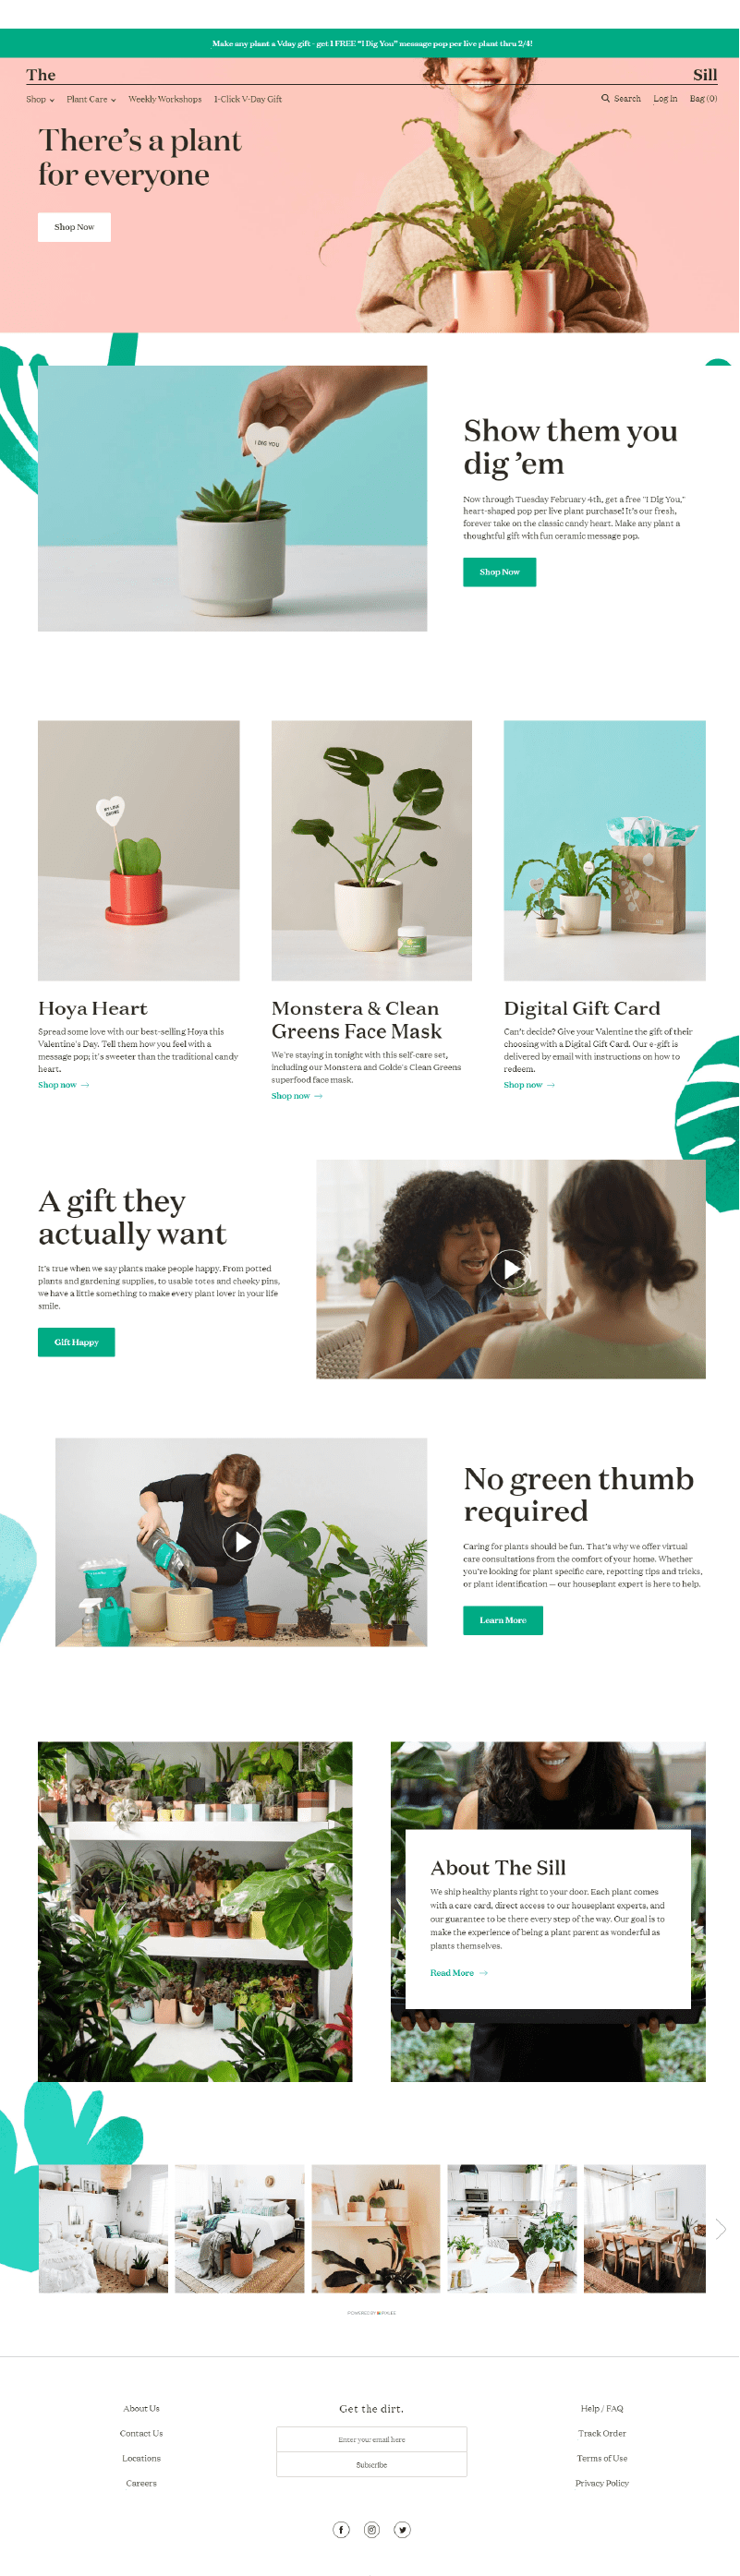 Make any plant a Vday gift - get 1 FREE "I Dig You" message pop per live plant thru 2/4!
The Sill
Shop Plant Care Weekly Workshops 1-Click V-Day Gift Search Log In Bag (0)
There's a plant
for everyone
Shop Now
I DIG YOU
Show them you
dig 'em
Now through Tuesday February 4th, get a free "I Dig You,"
heart-shaped pop per live plant purchase! It's our fresh,
forever take on the classic candy heart. Make any plant a
thoughtful gift with fun ceramic message pop.
Shop Now
Hoya Heart
Spread some love with our best-selling Hoya this
Valentine's Day. Tell them how you feel with a
message pop; it's sweeter than the traditional candy
heart.
Shop now →
Monstera & Clean
Greens Face Mask
We're staying in tonight with this self-care set,
including our Monstera and Golde's Clean Greens
superfood face mask.
Shop now →
Digital Gift Card
Can't decide? Give your Valentine the gift of their
choosing with a Digital Gift Card. Our e-gift is
delivered by email with instructions on how to
redeem.
Shop now →
A gift they
actually want
It's true when we say plants make people happy. From potted
plants and gardening supplies, to usable totes and cheeky pins,
we have a little something to make every plant lover in your life
smile.
Gift Happy
No green thumb
required
Caring for plants should be fun. That's why we offer virtual
care consultations from the comfort of your home. Whether
you're looking for plant specific care, repotting tips and tricks,
or plant identification — our houseplant expert is here to help.
Learn More
About The Sill
We ship healthy plants right to your door. Each plant comes
with a care card, direct access to our houseplant experts, and
our guarantee to be there every step of the way. Our goal is to
make the experience of being a plant parent as wonderful as
plants themselves.
Read More →
POWERED BY
About Us
Contact Us
Locations
Careers
Get the dirt.
Enter your email here
Subscribe
Help / FAQ
Track Order
Terms of Use
Privacy Policy